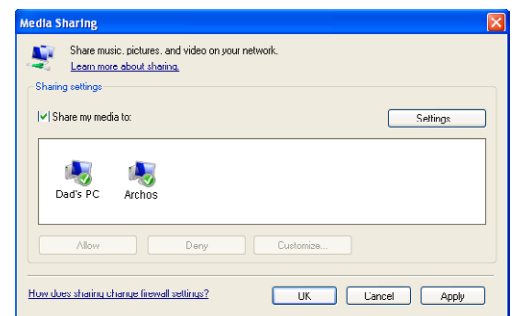 Media Sharing
Share music, pictures, and video on your network.
Learn more about sharing.
Sharing settings
Share my media to:
Settings
Dad's PC
Archos
Allow
Deny
Customize...
How does sharing change firewall settings?
OK
Cancel
Apply